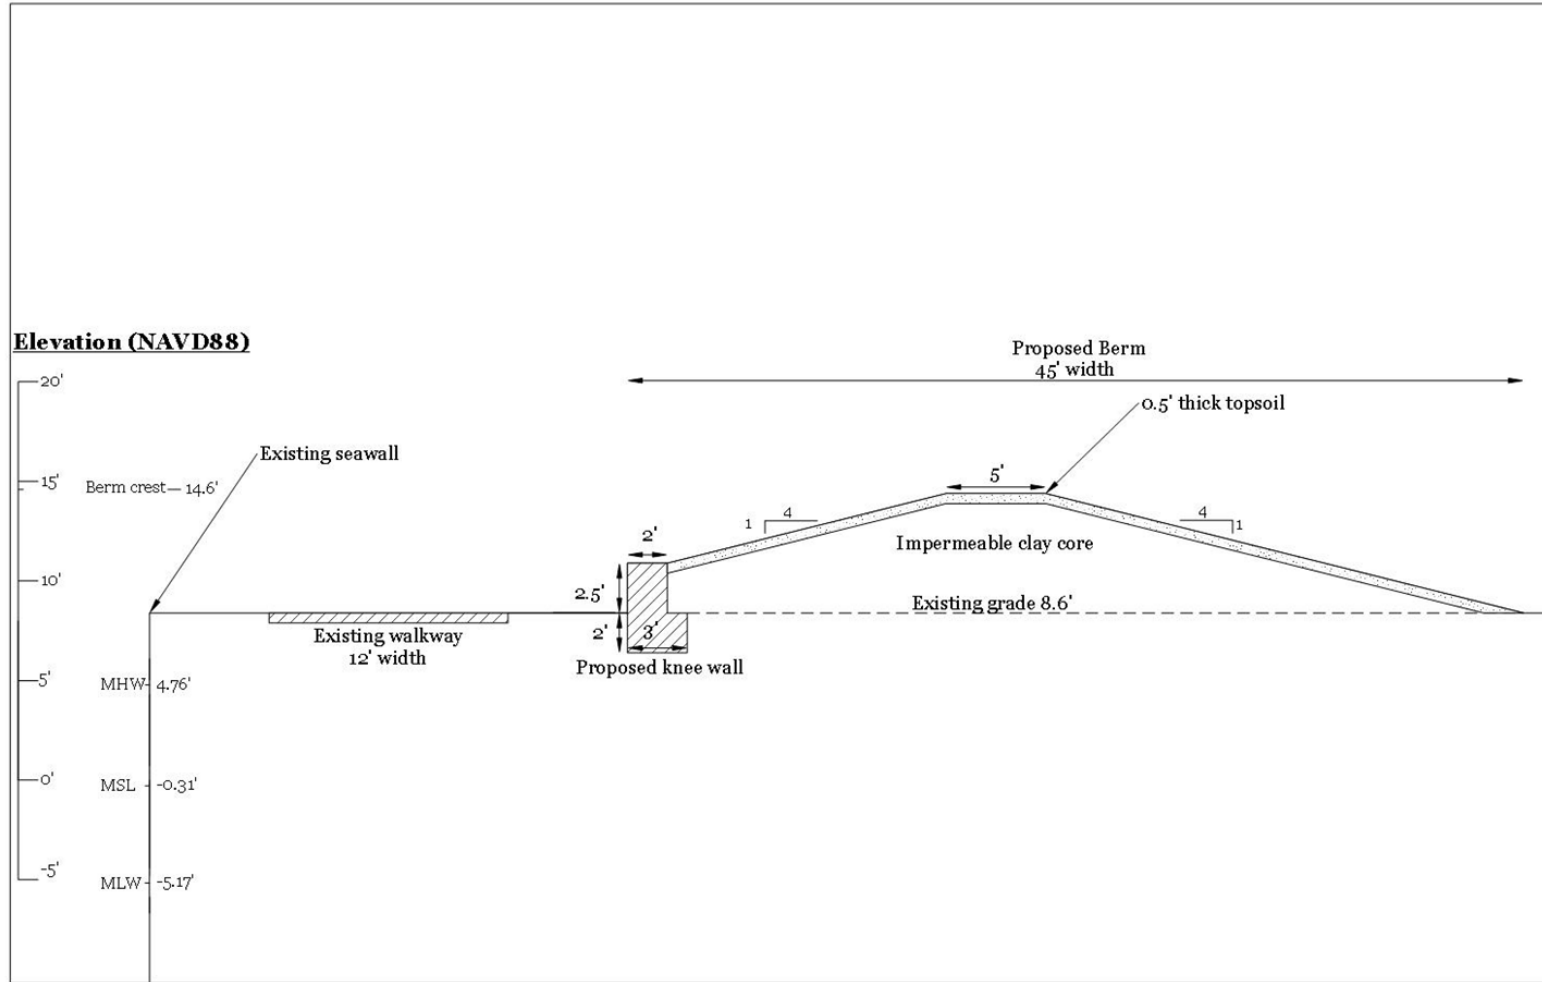 Elevation (NAVD88)
20'
15'
Berm crest 14.6'
10'
5'
MHW 4.76'
0'
MSL -0.31'
-5'
MLW -5.17'
Existing seawall
Existing walkway
12' width
Proposed Berm
45' width
0.5' thick topsoil
5'
1 4
4 1
2'
Impermeable clay core
2.5'
Existing grade 8.6'
2' 3'
Proposed knee wall